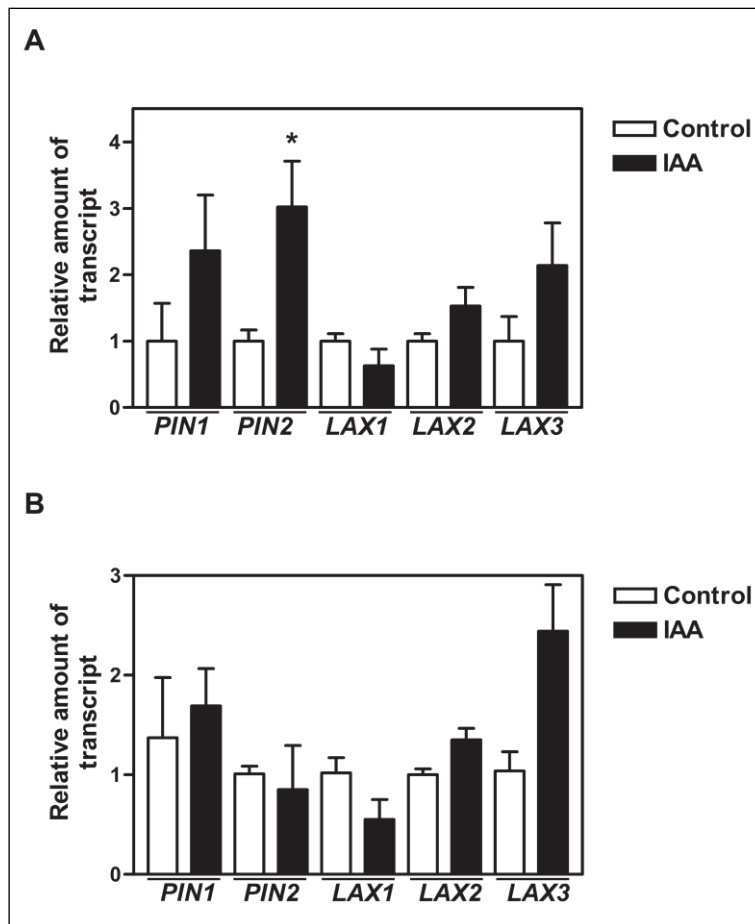 A
Relative amount of
transcript
4
3
2
1
0
*
Control
IAA
PIN1 PIN2 LAX1 LAX2 LAX3
B
Relative amount of
transcript
3
2
1
0
Control
IAA
PIN1 PIN2 LAX1 LAX2 LAX3